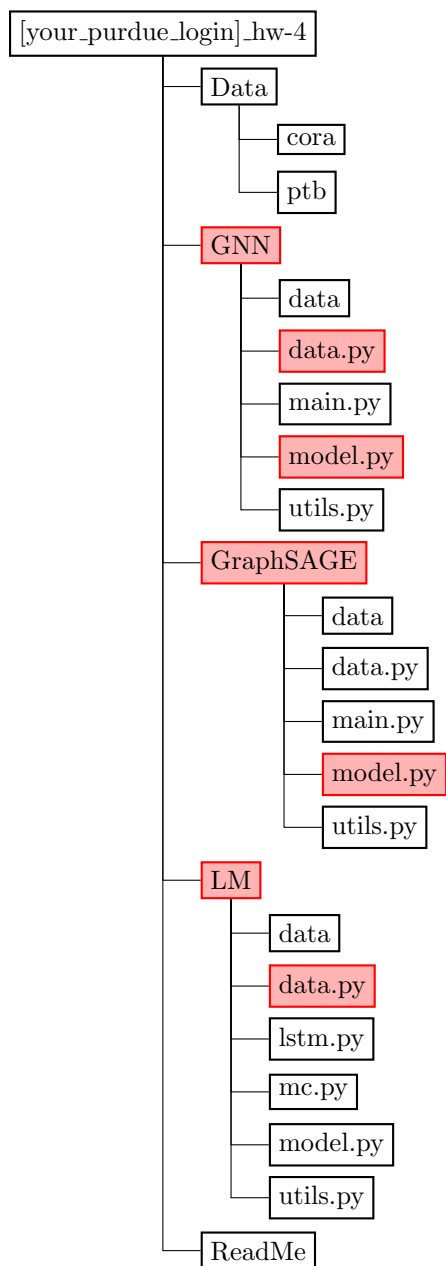 [your_purdue_login]_hw-4
Data
cora
ptb
GNN
data
data.py
main.py
model.py
utils.py
GraphSAGE
data
data.py
main.py
model.py
utils.py
LM
data
data.py
lstm.py
mc.py
model.py
utils.py
ReadMe